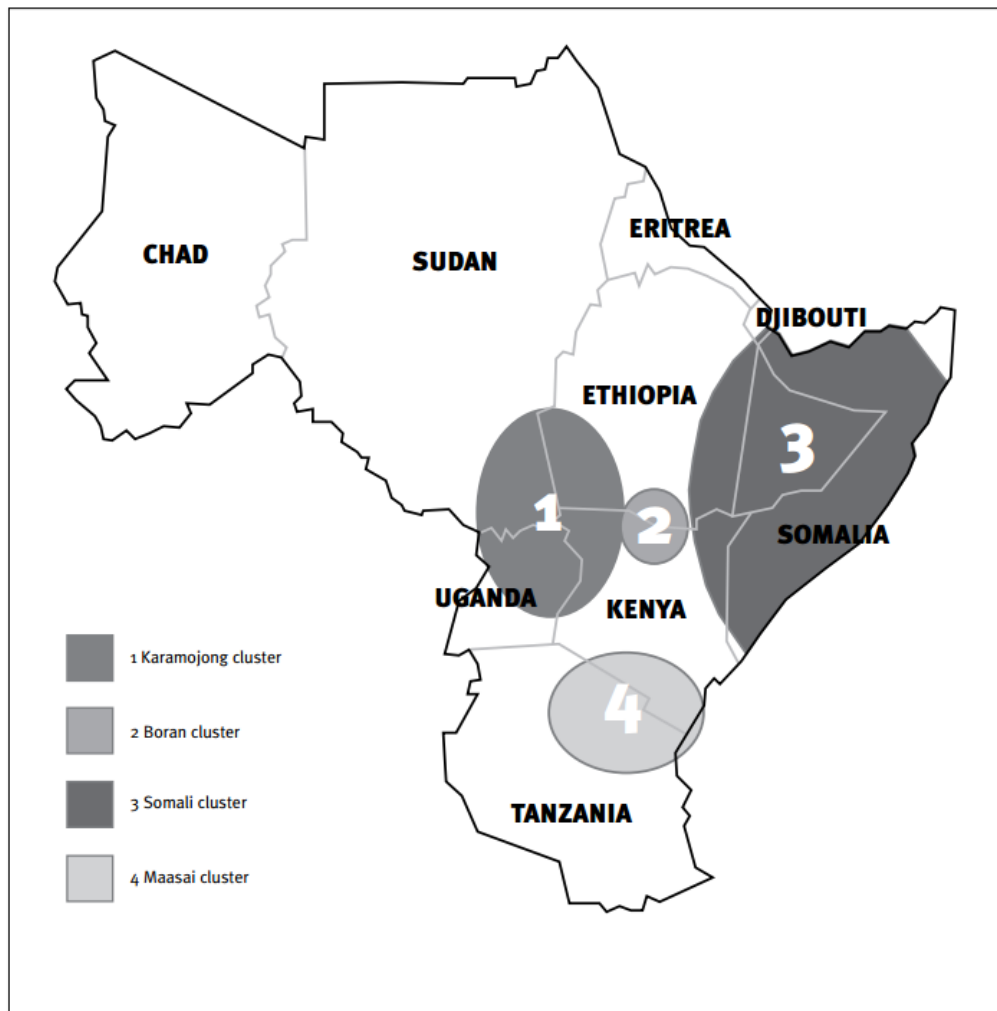 ERITREA
CHAD
SUDAN
DJIBOUTI
ETHIOPIA
3
1
2
SOMALIA
UGANDA
KENYA
1 Karamojong cluster
4
2 Boran cluster
3 Somali cluster
TANZANIA
4 Maasai cluster